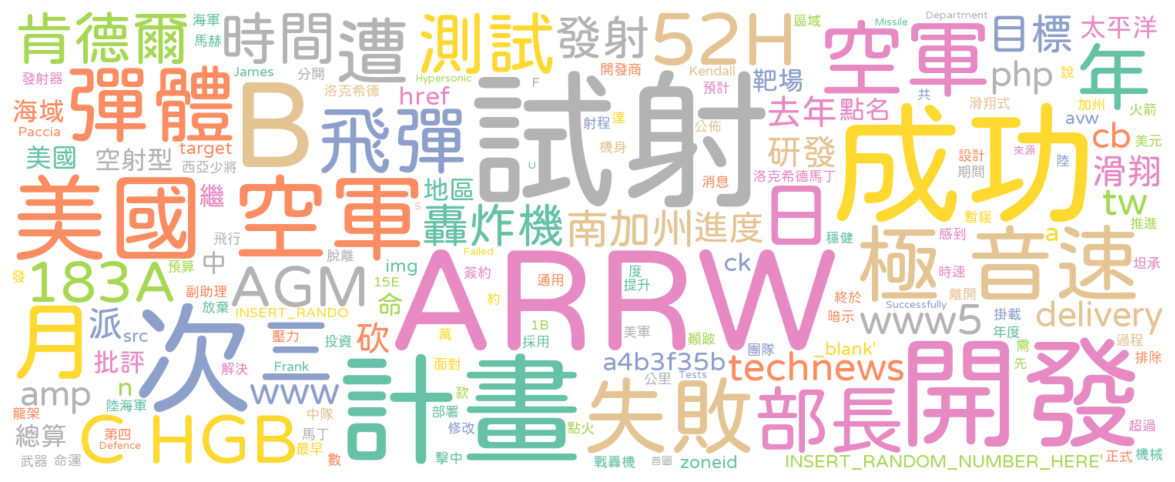 海軍 區域 Missile Department
肯德爾 時間 遭 測試 發射 52H 空軍 目標 太平洋
馬赫 James 分開 Hypersonic 開發商 Kendall 靶場 php 年 說
發射器 彈體 B 洛克希德 href F 預計 去年 點名 共 滑翔式 加州 火箭
海域 Paccia target 飛彈 射程 達 試射 公佈 avw cb 美元
美國 空射型 西亞少將 機身 U 研發 成功 設計 來源 陸 滑翔
美國空軍 繼 地區 消息 洛克希德馬丁 期間 tw
飛行 S 轟炸機 南加州 進度 日 暫緩 推進
183A 預算 中 脫離 img Failed 簽約 通用 度 ck 穩健 極音速 感到 a 坦承
發 副助理 AGM 15E 命 約 ARRW 提升 時速 離開
月 派 放棄 INSERT_RANDO 萬 1B 美軍 顛跛 終於 Successfully 掛載
src 次 三 壓力 投資 砍 採用 團隊 暗示 www5 年度 delivery
批評 解決 Frank 面對 公里 Tests a4b3f35b _blank' 需 過程
amp n www 計畫 款 technews 先 排除
陸海軍 中隊 部署 失敗 部長 開發
總算 龍架 第四 C HGB 馬丁 修改 點火 超過
武器 命運 Defence 數 最早 擊中 戰轟機 首圖 zoneid INSERT_RANDOM_NUMBER_HERE' 正式 機械